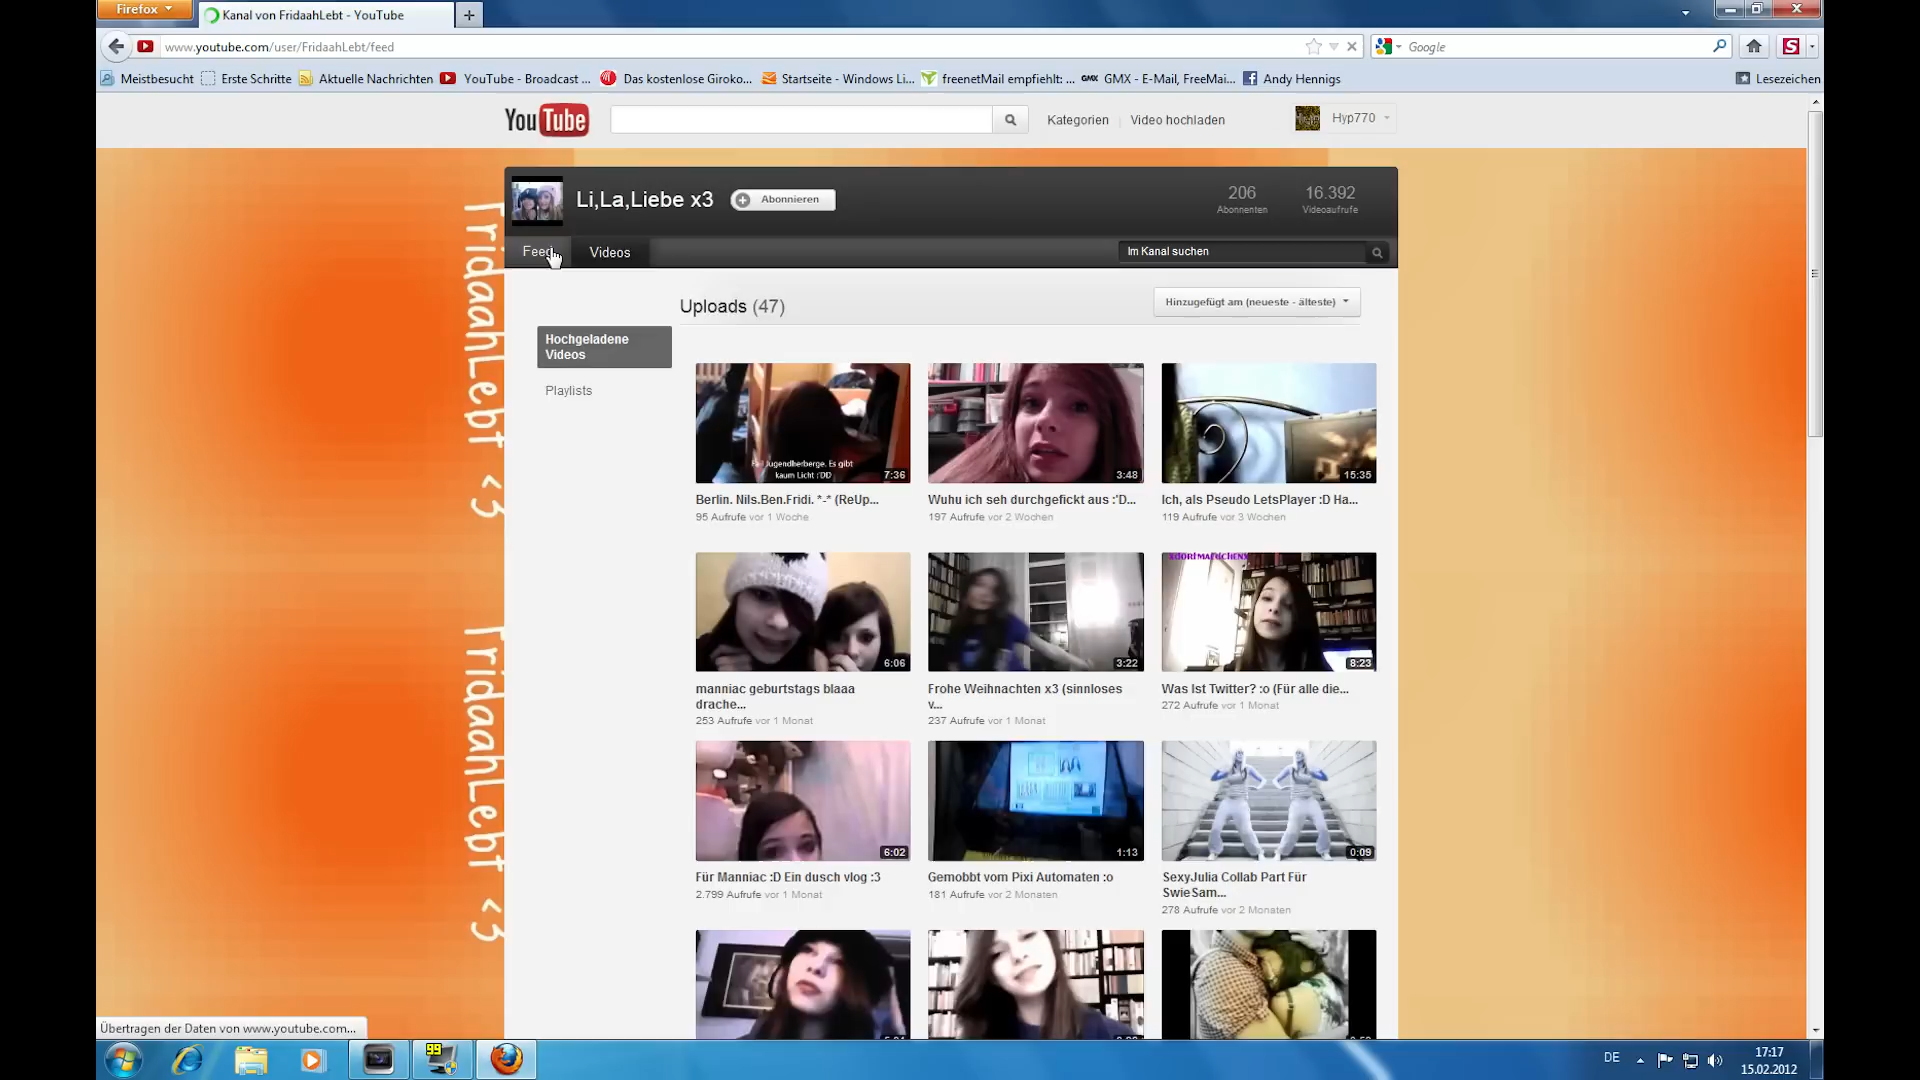 Firefox
Kanal von FridaahLebt - YouTube
www.youtube.com/user/FridaahLebt/feed
Google
Meistbesucht
Erste Schritte
Aktuelle Nachrichten
YouTube - Broadcast ...
Das kostenlose Giroko...
Startseite - Windows Li...
freenetMail empfiehlt: ...
GMX - E-Mail, FreeMai...
Andy Hennigs
Lesezeichen
YouTube
Kategorien
Video hochladen
Hyp770
Li,La,Liebe x3
Abonnieren
206
Abonnenten
16.392
Videoaufrufe
Feed
Videos
Im Kanal suchen
FridaahLebt <3
FridaahLebt <3
Uploads (47)
Hinzugefügt am (neueste - älteste)
Hochgeladene
Videos
Playlists
Jugendherberge. Es gibt
kaum Licht :'DD
7:36
Berlin. Nils.Ben.Fridi. *-* (ReUp...
95 Aufrufe vor 1 Woche
3:48
Wuhu ich seh durchgefickt aus :'D...
197 Aufrufe vor 2 Wochen
15:35
Ich, als Pseudo LetsPlayer :D Ha...
119 Aufrufe vor 3 Wochen
6:06
manniac geburtstags blaaa
drache...
253 Aufrufe vor 1 Monat
3:22
Frohe Weihnachten x3 (sinnloses
v...
237 Aufrufe vor 1 Monat
8:23
Was Ist Twitter? :o (Für alle die...
272 Aufrufe vor 1 Monat
6:02
Für Manniac :D Ein dusch vlog :3
2.799 Aufrufe vor 1 Monat
1:13
Gemobbt vom Pixi Automaten :o
181 Aufrufe vor 2 Monaten
0:09
SexyJulia Collab Part Für
SwieSam...
278 Aufrufe vor 2 Monaten
Übertragen der Daten von www.youtube.com...
99
DE
17:17
15.02.2012